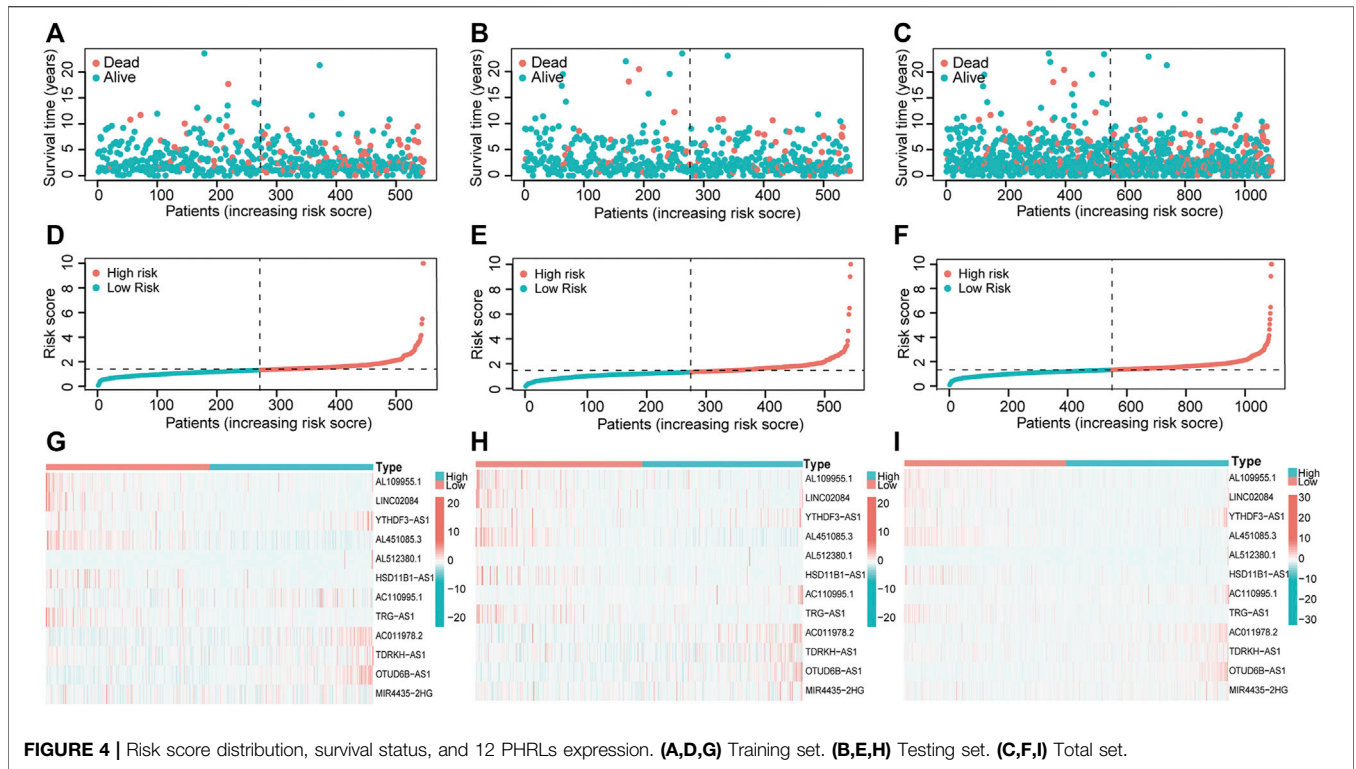 A
Dead
Alive
Survival time (years)
0 5 10 15 20
0 100 200 300 400 500
Patients (increasing risk socre)
B
Dead
Alive
Survival time (years)
0 5 10 15 20
0 100 200 300 400 500
Patients (increasing risk socre)
C
Dead
Alive
Survival time (years)
0 5 10 15 20
0 200 400 600 800 1000
Patients (increasing risk socre)
D
High risk
Low Risk
Risk score
0 2 4 6 8 10
0 100 200 300 400 500
Patients (increasing risk socre)
E
High risk
Low Risk
Risk score
0 2 4 6 8 10
0 100 200 300 400 500
Patients (increasing risk socre)
F
High risk
Low Risk
Risk score
0 2 4 6 8 10
0 200 400 600 800 1000
Patients (increasing risk socre)
G
Type
High
Low
AL109955.1
LINC02084
YTHDF3-AS1
AL451085.3
AL512380.1
HSD11B1-AS1
AC110995.1
TRG-AS1
AC011978.2
TDRKH-AS1
OTUD6B-AS1
MIR4435-2HG
20
10
0
-10
-20
H
Type
High
Low
AL109955.1
LINC02084
YTHDF3-AS1
AL451085.3
AL512380.1
HSD11B1-AS1
AC110995.1
TRG-AS1
AC011978.2
TDRKH-AS1
OTUD6B-AS1
MIR4435-2HG
20
10
0
-10
-20
I
Type
High
Low
AL109955.1
LINC02084
YTHDF3-AS1
AL451085.3
AL512380.1
HSD11B1-AS1
AC110995.1
TRG-AS1
AC011978.2
TDRKH-AS1
OTUD6B-AS1
MIR4435-2HG
30
20
10
0
-10
-20
-30
FIGURE 4 | Risk score distribution, survival status, and 12 PHRLs expression. (A,D,G) Training set. (B,E,H) Testing set. (C,F,I) Total set.